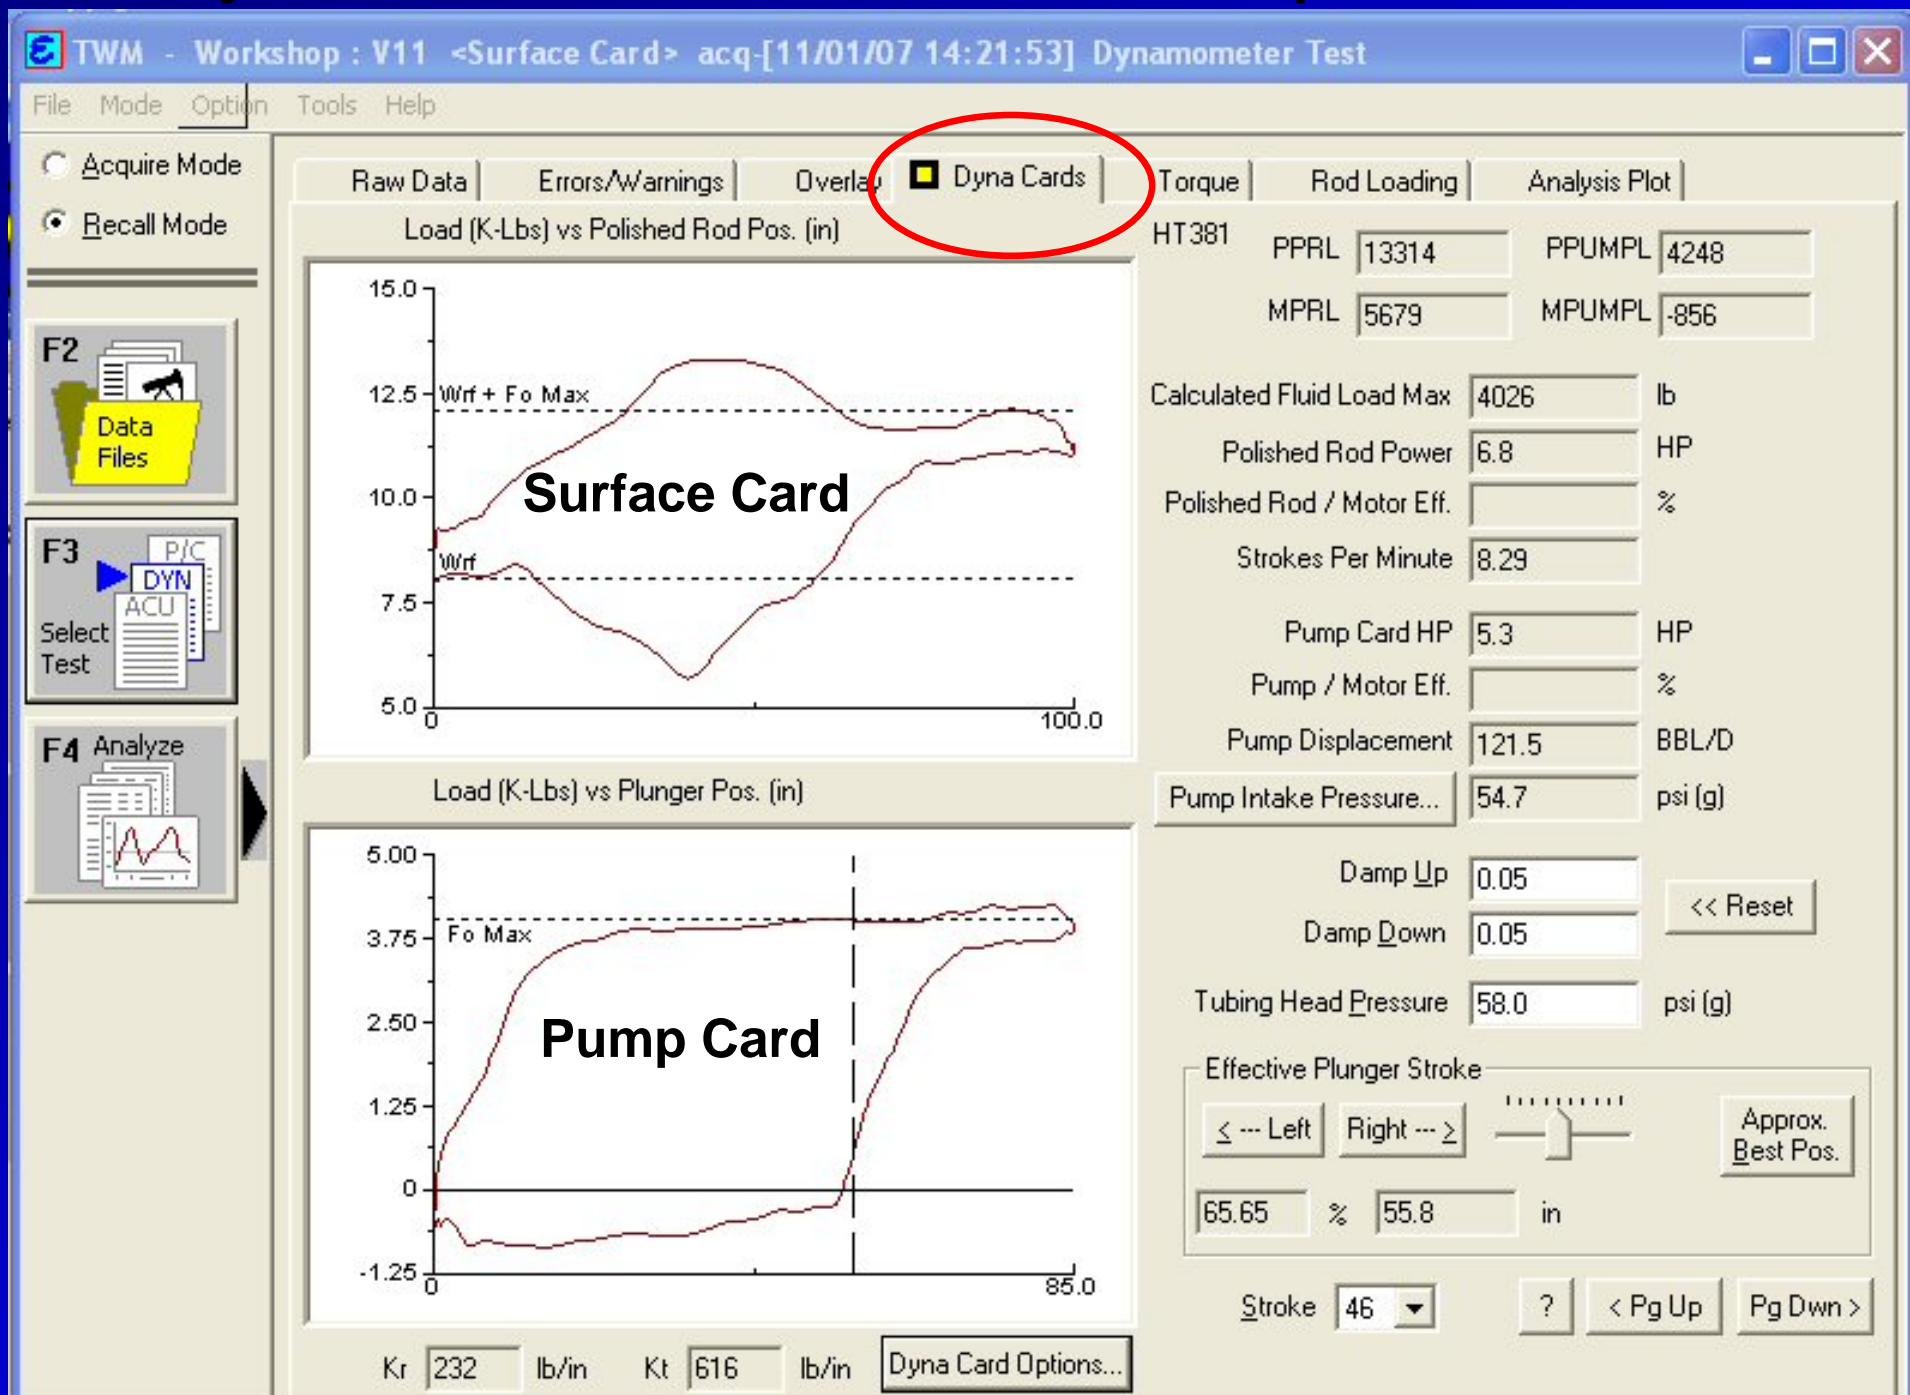 TWM - Workshop : V11 <Surface Card> acq-[11/01/07 14:21:53] Dynamometer Test
File Mode Option Tools Help
Acquire Mode
Recall Mode
Raw Data Errors/Warnings Overlay Dyna Cards Torque Rod Loading Analysis Plot
F2
Data
Files
F3
P/C
DYN
ACU
Select
Test
F4 Analyze
Load (K-Lbs) vs Polished Rod Pos. (in)
15.0
12.5
Wrf + Fo Max
10.0
Surface Card
Wrf
7.5
5.0
0 100.0
Load (K-Lbs) vs Plunger Pos. (in)
5.00
3.75
Fo Max
2.50
Pump Card
1.25
0
-1.25
0 85.0
Kr 232 lb/in Kt 616 lb/in Dyna Card Options...
HT381 PPRL 13314 PPUMPL 4248
MPRL 5679 MPUMPL -856
Calculated Fluid Load Max 4026 lb
Polished Rod Power 6.8 HP
Polished Rod / Motor Eff. %
Strokes Per Minute 8.29
Pump Card HP 5.3 HP
Pump / Motor Eff. %
Pump Displacement 121.5 BBL/D
Pump Intake Pressure... 54.7 psi (g)
Damp Up 0.05
<< Reset
Damp Down 0.05
Tubing Head Pressure 58.0 psi (g)
Effective Plunger Stroke
< --- Left Right --- >
Approx.
Best Pos.
65.65 % 55.8 in
Stroke 46 ? < Pg Up Pg Dwn >